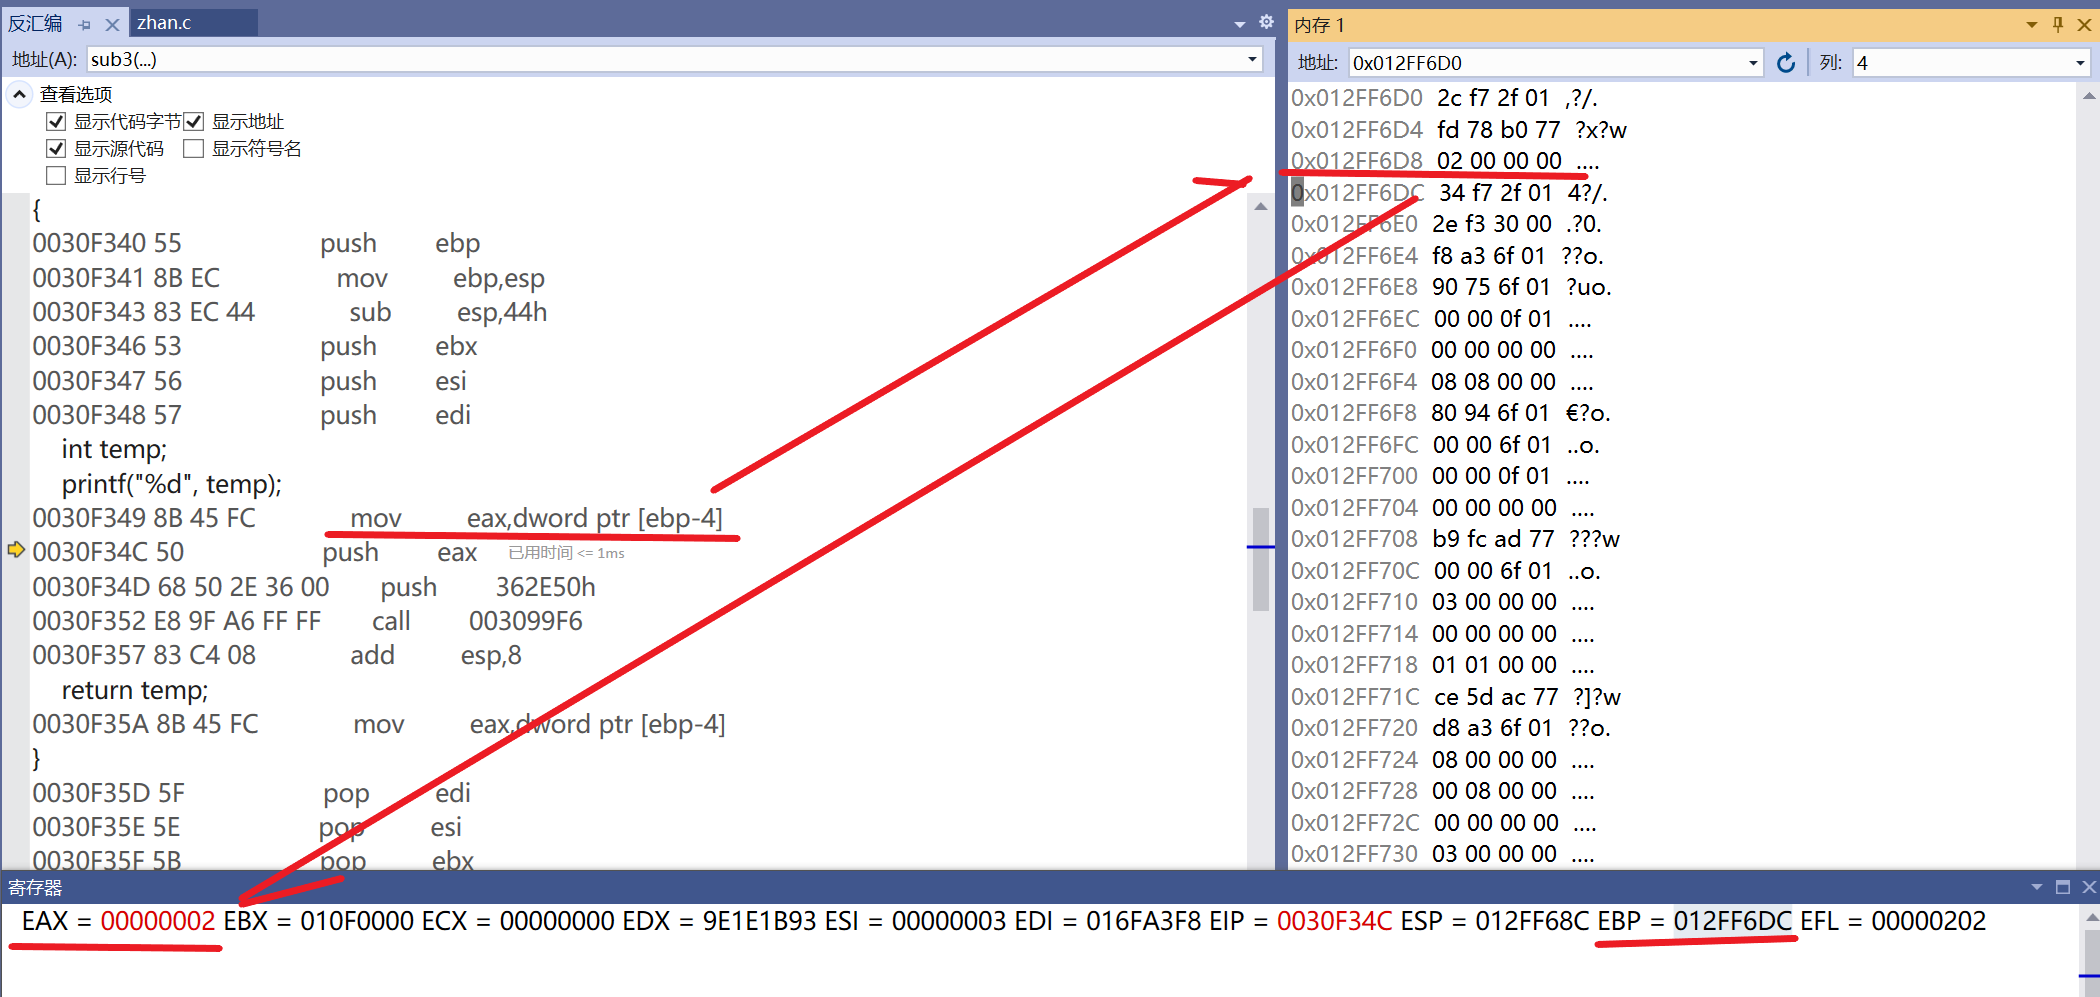 反汇编 zhan.c
地址(A): sub3(...)
查看选项
显示代码字节 显示地址
显示源代码 显示符号名
显示行号
{
0030F340 55 push ebp
0030F341 8B EC mov ebp,esp
0030F343 83 EC 44 sub esp,44h
0030F346 53 push ebx
0030F347 56 push esi
0030F348 57 push edi
int temp;
printf("%d", temp);
0030F349 8B 45 FC mov eax,dword ptr [ebp-4]
0030F34C 50 push eax 已用时间 <= 1ms
0030F34D 68 50 2E 36 00 push 362E50h
0030F352 E8 9F A6 FF FF call 003099F6
0030F357 83 C4 08 add esp,8
return temp;
0030F35A 8B 45 FC mov eax,dword ptr [ebp-4]
}
0030F35D 5F pop edi
0030F35E 5E pop esi
0030F35F 5B pop ebx
内存 1
地址: 0x012FF6D0 列: 4
0x012FF6D0 2c f7 2f 01 ,?/.
0x012FF6D4 fd 78 b0 77 ?x?w
0x012FF6D8 02 00 00 00 ....
0x012FF6DC 34 f7 2f 01 4?/.
0x012FF6E0 2e f3 30 00 .?0.
0x012FF6E4 f8 a3 6f 01 ??o.
0x012FF6E8 90 75 6f 01 ?uo.
0x012FF6EC 00 00 0f 01 ....
0x012FF6F0 00 00 00 00 ....
0x012FF6F4 08 08 00 00 ....
0x012FF6F8 80 94 6f 01 €?o.
0x012FF6FC 00 00 6f 01 ..o.
0x012FF700 00 00 0f 01 ....
0x012FF704 00 00 00 00 ....
0x012FF708 b9 fc ad 77 ???w
0x012FF70C 00 00 6f 01 ..o.
0x012FF710 03 00 00 00 ....
0x012FF714 00 00 00 00 ....
0x012FF718 01 01 00 00 ....
0x012FF71C ce 5d ac 77 ?]?w
0x012FF720 d8 a3 6f 01 ??o.
0x012FF724 08 00 00 00 ....
0x012FF728 00 08 00 00 ....
0x012FF72C 00 00 00 00 ....
0x012FF730 03 00 00 00 ....
寄存器
EAX = 00000002 EBX = 010F0000 ECX = 00000000 EDX = 9E1E1B93 ESI = 00000003 EDI = 016FA3F8 EIP = 0030F34C ESP = 012FF68C EBP = 012FF6DC EFL = 00000202